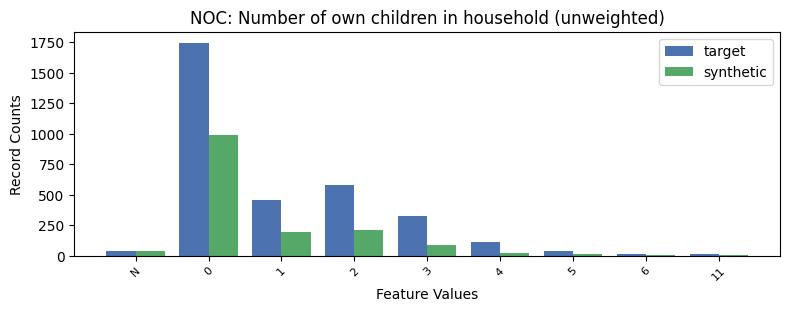 NOC: Number of own children in household (unweighted)
target
synthetic
Record Counts
1750
1500
1250
1000
750
500
250
0
N 0 1 2 3 4 5 6 11
Feature Values